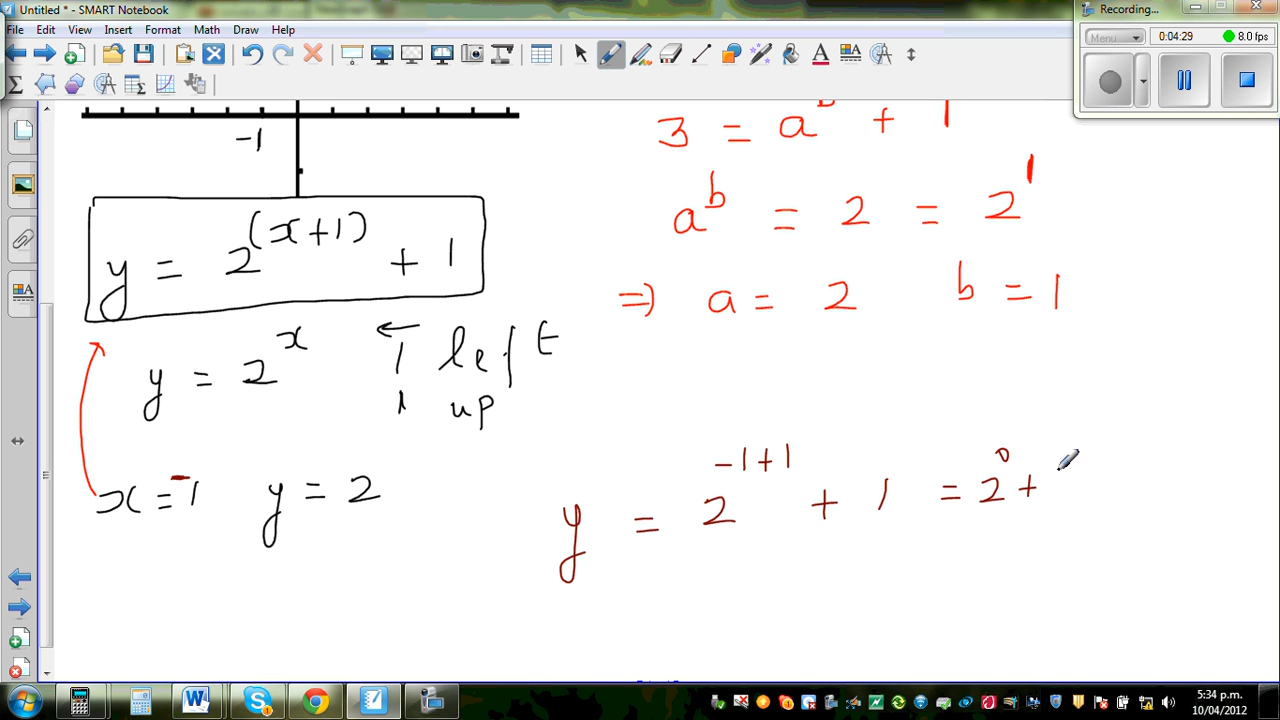 Untitled * - SMART Notebook
File Edit View Insert Format Math Draw Help
Recording...
Menu
0:04:29
8.0 fps
-1
y = 2^(x+1) + 1
y = 2^x
← 1 left
1 up
x = -1 y = 2
3 = a^b + 1
a^b = 2 = 2^1
⇒ a = 2 b = 1
y = 2^-1+1 + 1 = 2^0 +
5:34 p.m.
10/04/2012